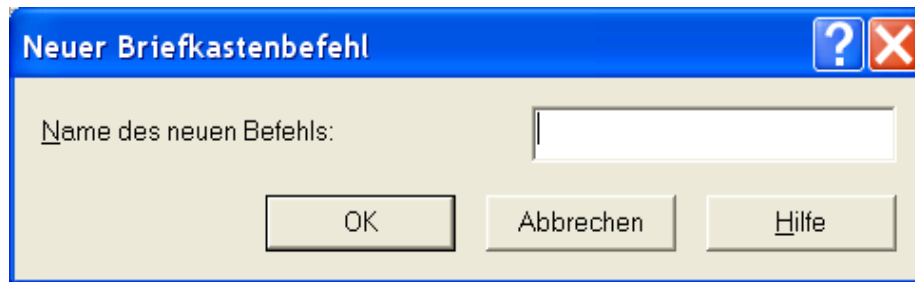 Neuer Briefkastenbefehl
Name des neuen Befehls:
OK Abbrechen Hilfe